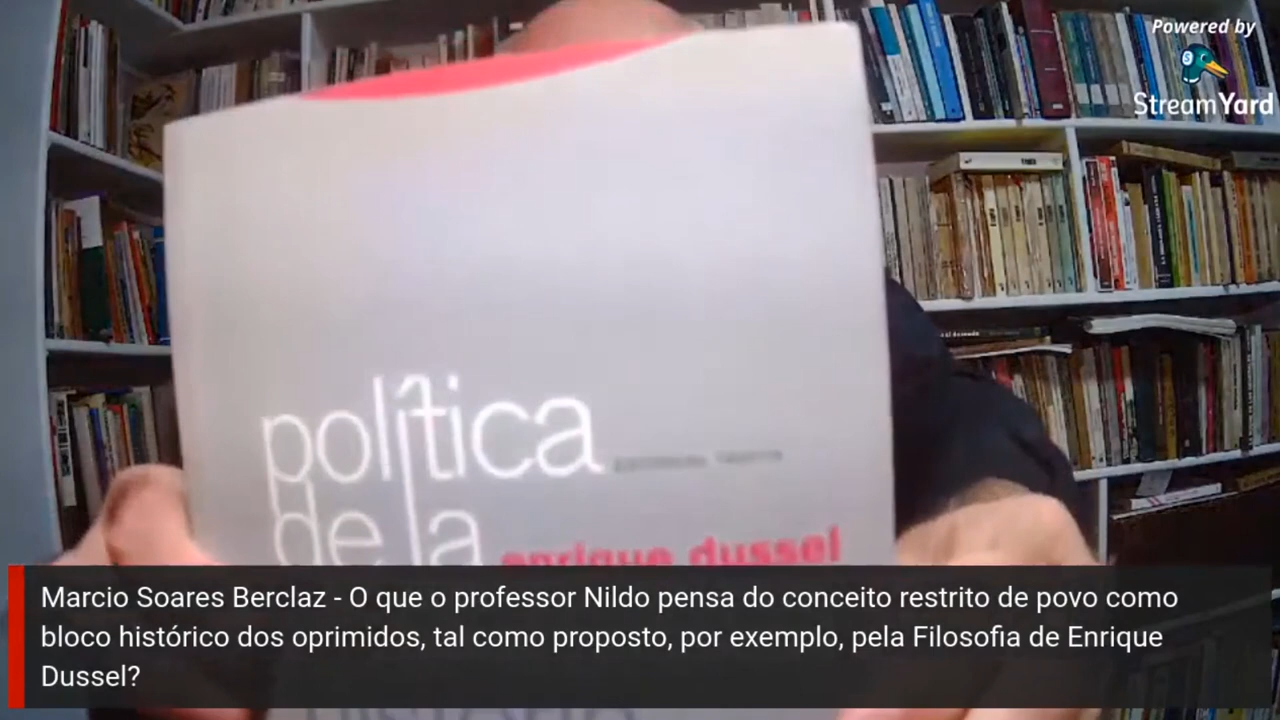 Powered by
StreamYard
política
de la
enrique dussel
Marcio Soares Berclaz - O que o professor Nildo pensa do conceito restrito de povo como
bloco histórico dos oprimidos, tal como proposto, por exemplo, pela Filosofia de Enrique
Dussel?